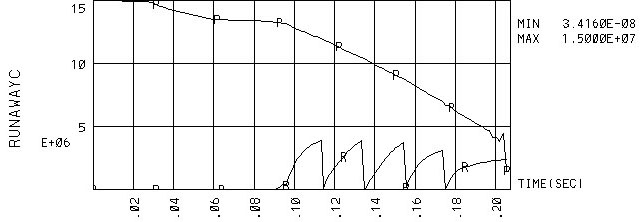 15
10
5
E+06
RUNAWAYC
MIN 3.4160E-08
MAX 1.5000E+07
P P P P P P P P
R R R R R
.02 .04 .06 .08 .10 .12 .14 .16 .18 .20
TIME(SEC(